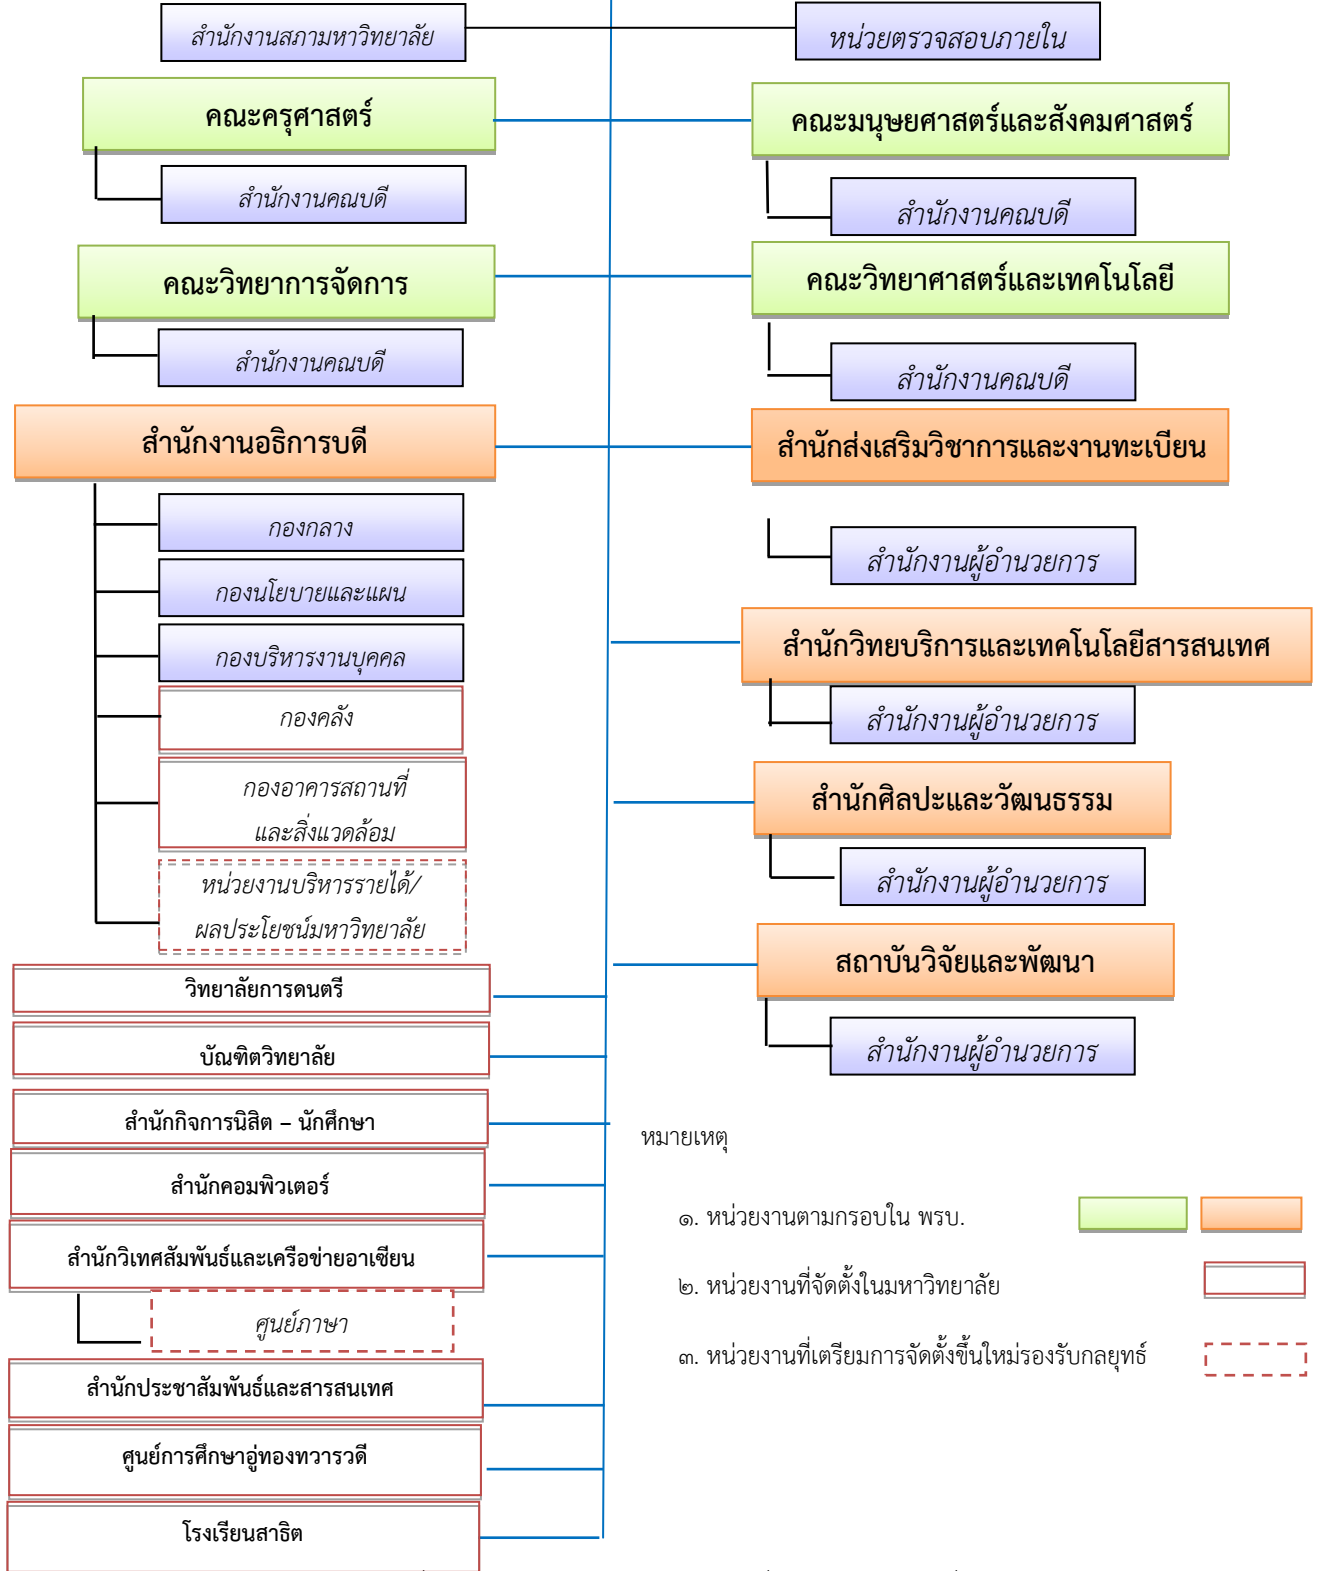 สำนักงานสภามหาวิทยาลัย
หน่วยตรวจสอบภายใน
คณะครุศาสตร์
คณะมนุษยศาสตร์และสังคมศาสตร์
สำนักงานคณบดี
สำนักงานคณบดี
คณะวิทยาการจัดการ
คณะวิทยาศาสตร์และเทคโนโลยี
สำนักงานคณบดี
สำนักงานคณบดี
สำนักงานอธิการบดี
สำนักส่งเสริมวิชาการและงานทะเบียน
กองกลาง
สำนักงานผู้อำนวยการ
กองนโยบายและแผน
กองบริหารงานบุคคล
สำนักวิทยบริการและเทคโนโลยีสารสนเทศ
กองคลัง
สำนักงานผู้อำนวยการ
กองอาคารสถานที่
และสิ่งแวดล้อม
สำนักศิลปะและวัฒนธรรม
หน่วยงานบริหารรายได้/
ผลประโยชน์มหาวิทยาลัย
สำนักงานผู้อำนวยการ
สถาบันวิจัยและพัฒนา
วิทยาลัยการดนตรี
สำนักงานผู้อำนวยการ
บัณฑิตวิทยาลัย
สำนักกิจการนิสิต – นักศึกษา
สำนักคอมพิวเตอร์
สำนักวิเทศสัมพันธ์และเครือข่ายอาเซียน
ศูนย์ภาษา
สำนักประชาสัมพันธ์และสารสนเทศ
ศูนย์การศึกษาอู่ทองทวารวดี
โรงเรียนสาธิต
หมายเหตุ
๑. หน่วยงานตามกรอบใน พรบ.
๒. หน่วยงานที่จัดตั้งในมหาวิทยาลัย
๓. หน่วยงานที่เตรียมการจัดตั้งขึ้นใหม่รองรับกลยุทธ์